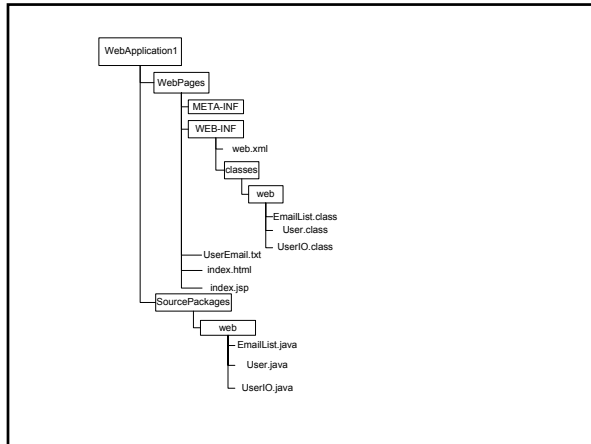 WebApplication1
WebPages
META-INF
WEB-INF
web.xml
classes
web
EmailList.class
User.class
UserIO.class
UserEmail.txt
index.html
index.jsp
SourcePackages
web
EmailList.java
User.java
UserIO.java